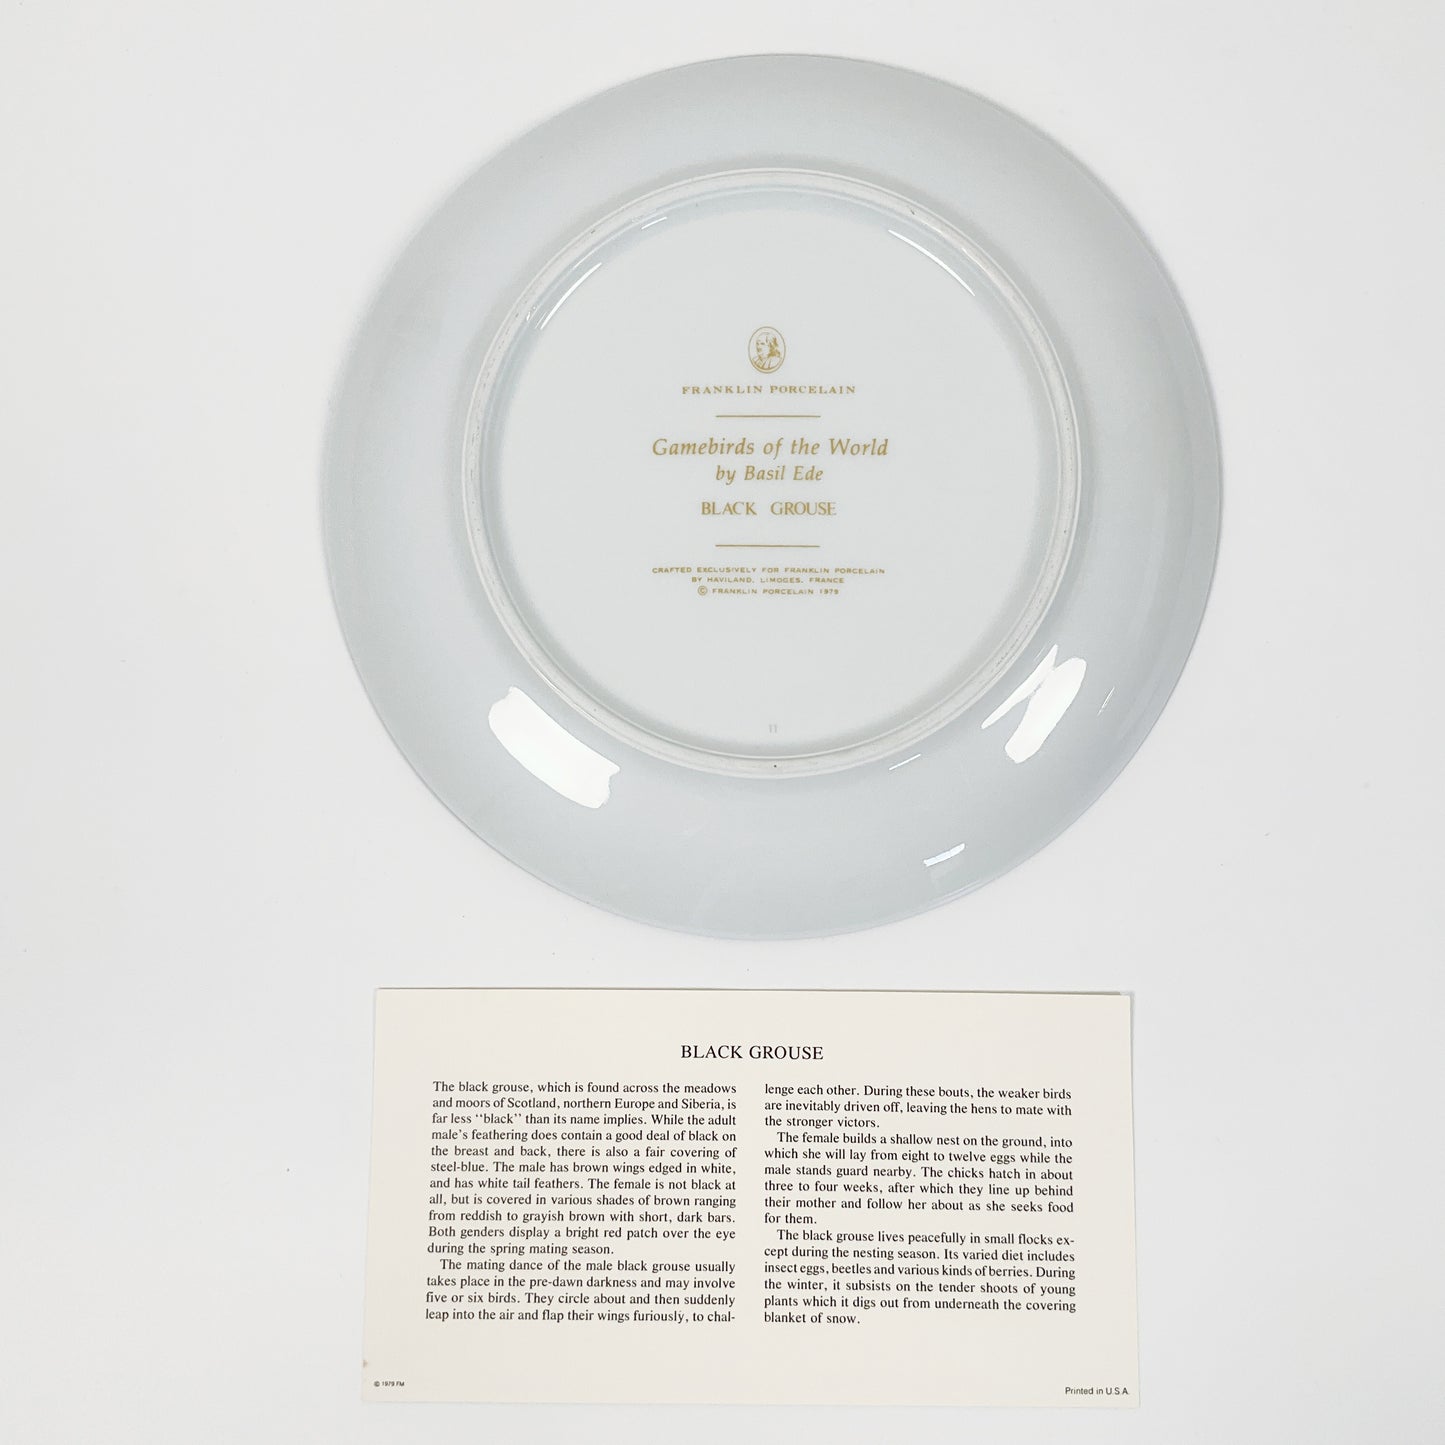 FRANKLIN PORCELAIN
Gamebirds of the World
by Basil Ede
BLACK GROUSE
CRAFTED EXCLUSIVELY FOR FRANKLIN PORCELAIN
BY HAVILAND, LIMOGES, FRANCE
© FRANKLIN PORCELAIN 1979
11
BLACK GROUSE
The black grouse, which is found across the meadows
and moors of Scotland, northern Europe and Siberia, is
far less "black" than its name implies. While the adult
male's feathering does contain a good deal of black on
the breast and back, there is also a fair covering of
steel-blue. The male has brown wings edged in white,
and has white tail feathers. The female is not black at
all, but is covered in various shades of brown ranging
from reddish to grayish brown with short, dark bars.
Both genders display a bright red patch over the eye
during the spring mating season.
The mating dance of the male black grouse usually
takes place in the pre-dawn darkness and may involve
five or six birds. They circle about and then suddenly
leap into the air and flap their wings furiously, to chal-
lenge each other. During these bouts, the weaker birds
are inevitably driven off, leaving the hens to mate with
the stronger victors.
The female builds a shallow nest on the ground, into
which she will lay from eight to twelve eggs while the
male stands guard nearby. The chicks hatch in about
three to four weeks, after which they line up behind
their mother and follow her about as she seeks food
for them.
The black grouse lives peacefully in small flocks ex-
cept during the nesting season. Its varied diet includes
insect eggs, beetles and various kinds of berries. During
the winter, it subsists on the tender shoots of young
plants which it digs out from underneath the covering
blanket of snow.
© 1979 FM
Printed in U.S.A.